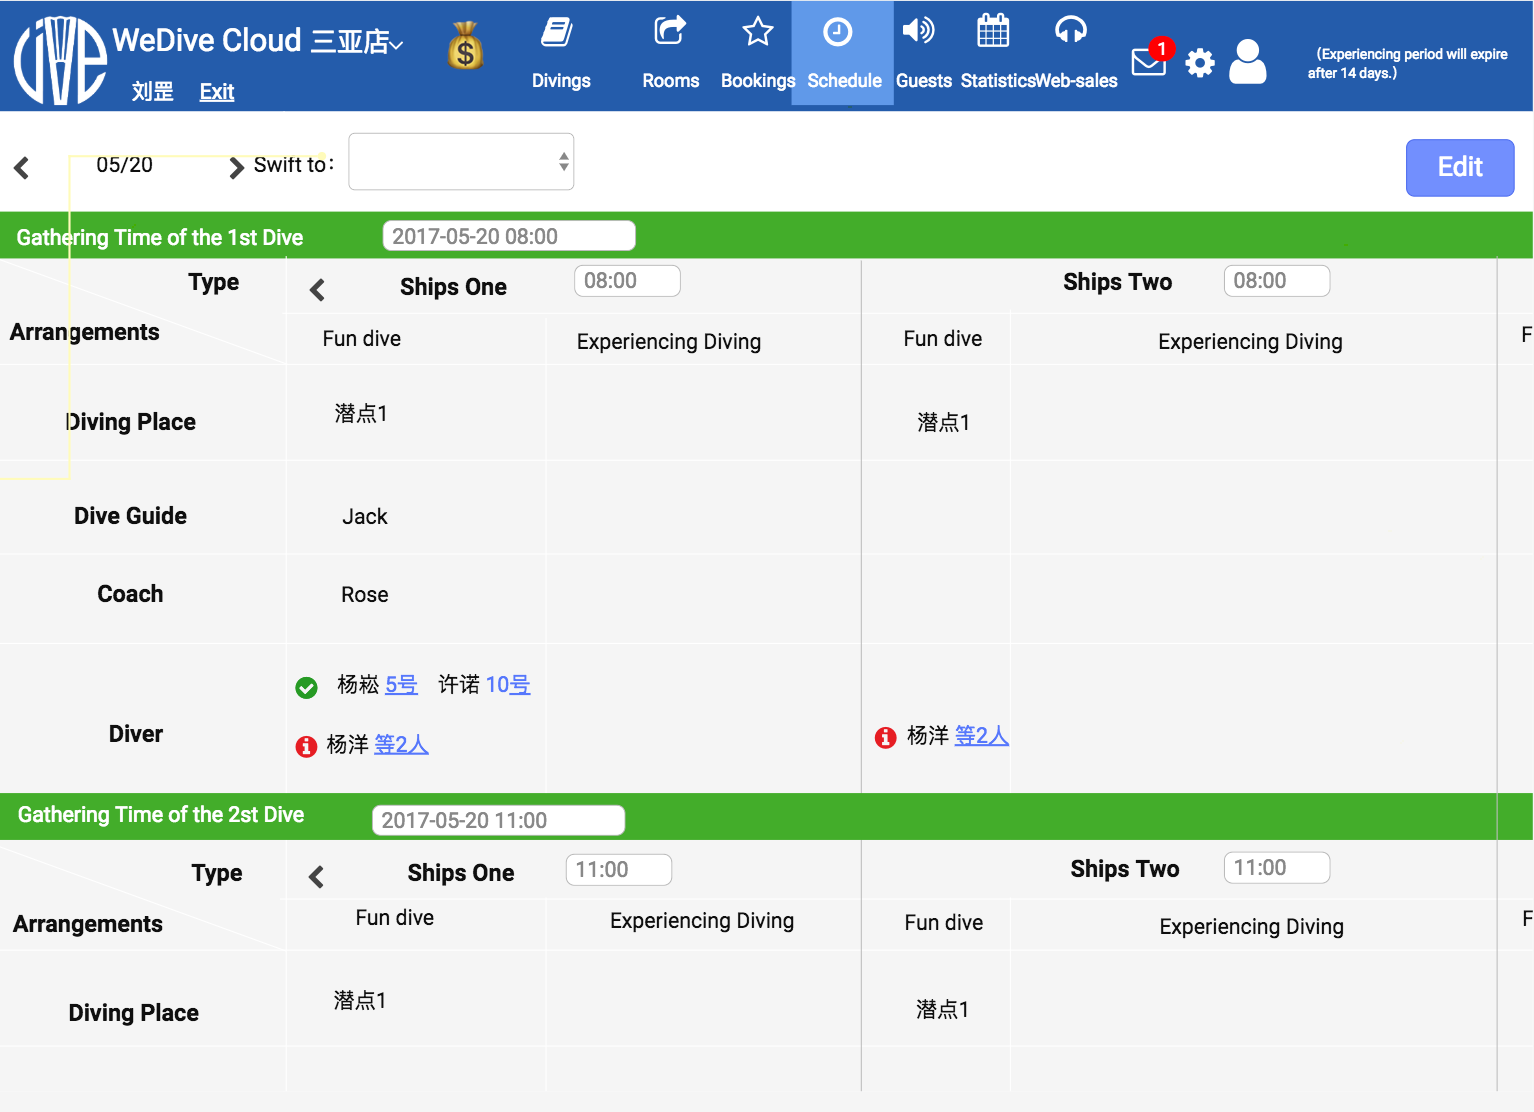 WeDive Cloud 三亚店
刘罡 Exit
Divings Rooms Bookings Schedule Guests Statistics Web-sales
1
(Experiencing period will expire
after 14 days.)
05/20 Swift to:
Edit
Gathering Time of the 1st Dive 2017-05-20 08:00
Type Ships One 08:00 Ships Two 08:00
Arrangements Fun dive Experiencing Diving Fun dive Experiencing Diving F
Diving Place 潜点1 潜点1
Dive Guide Jack
Coach Rose
杨崧 5号 许诺 10号
Diver 杨洋 等2人 杨洋 等2人
Gathering Time of the 2st Dive 2017-05-20 11:00
Type Ships One 11:00 Ships Two 11:00
Arrangements Fun dive Experiencing Diving Fun dive Experiencing Diving F
Diving Place 潜点1 潜点1